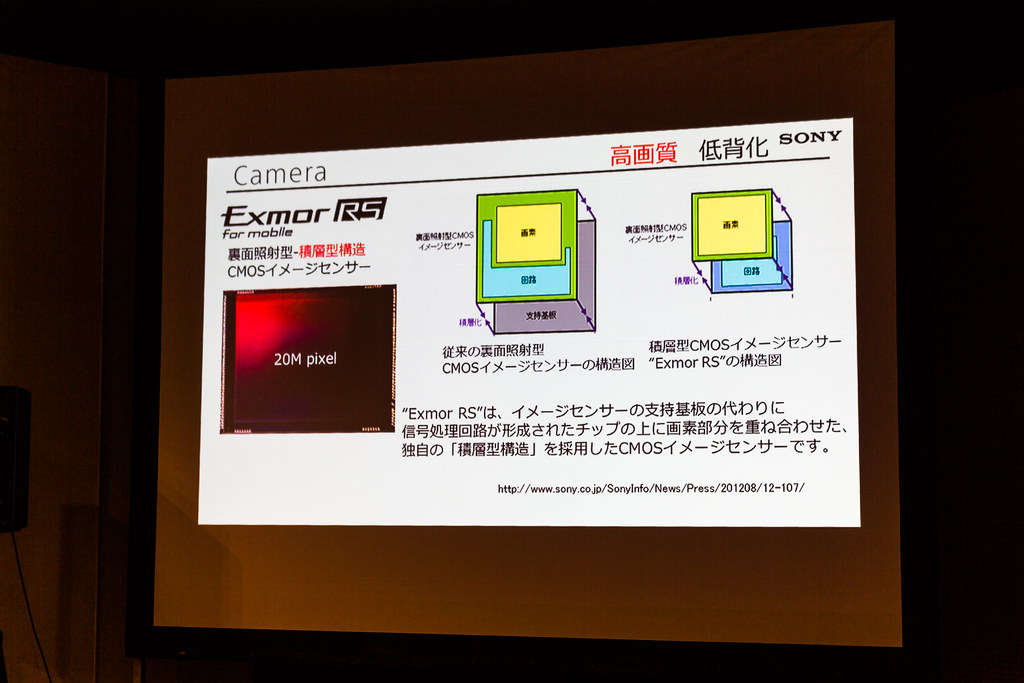 Camera
高画質 低背化 SONY
Exmor RS
for mobile
裏面照射型-積層型構造
CMOSイメージセンサー
20M pixel
裏面照射型CMOS
イメージセンサー
画素
回路
積層化
支持基板
従来の裏面照射型
CMOSイメージセンサーの構造図
裏面照射型CMOS
イメージセンサー
画素
積層化
回路
積層型CMOSイメージセンサー
“Exmor RS”の構造図
“Exmor RS”は、イメージセンサーの支持基板の代わりに
信号処理回路が形成されたチップの上に画素部分を重ね合わせた、
独自の「積層型構造」を採用したCMOSイメージセンサーです。
http://www.sony.co.jp/SonyInfo/News/Press/201208/12-107/